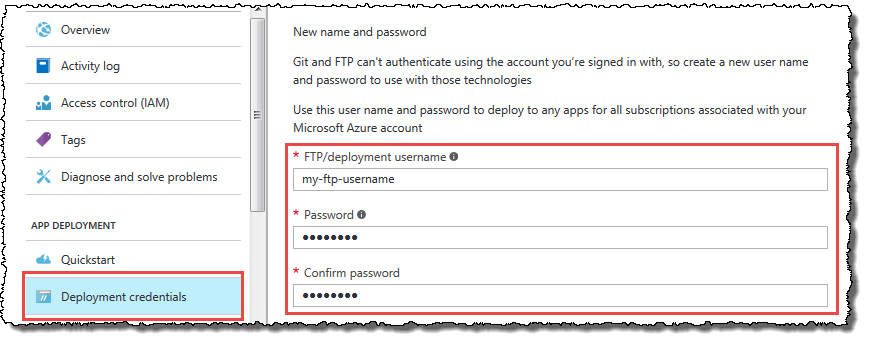 Overview
Activity log
Access control (IAM)
Tags
Diagnose and solve problems
APP DEPLOYMENT
Quickstart
Deployment credentials
New name and password
Git and FTP can't authenticate using the account you're signed in with, so create a new user name
and password to use with those technologies
Use this user name and password to deploy to any apps for all subscriptions associated with your
Microsoft Azure account
* FTP/deployment username
my-ftp-username
* Password
●●●●●●●●
* Confirm password
●●●●●●●●